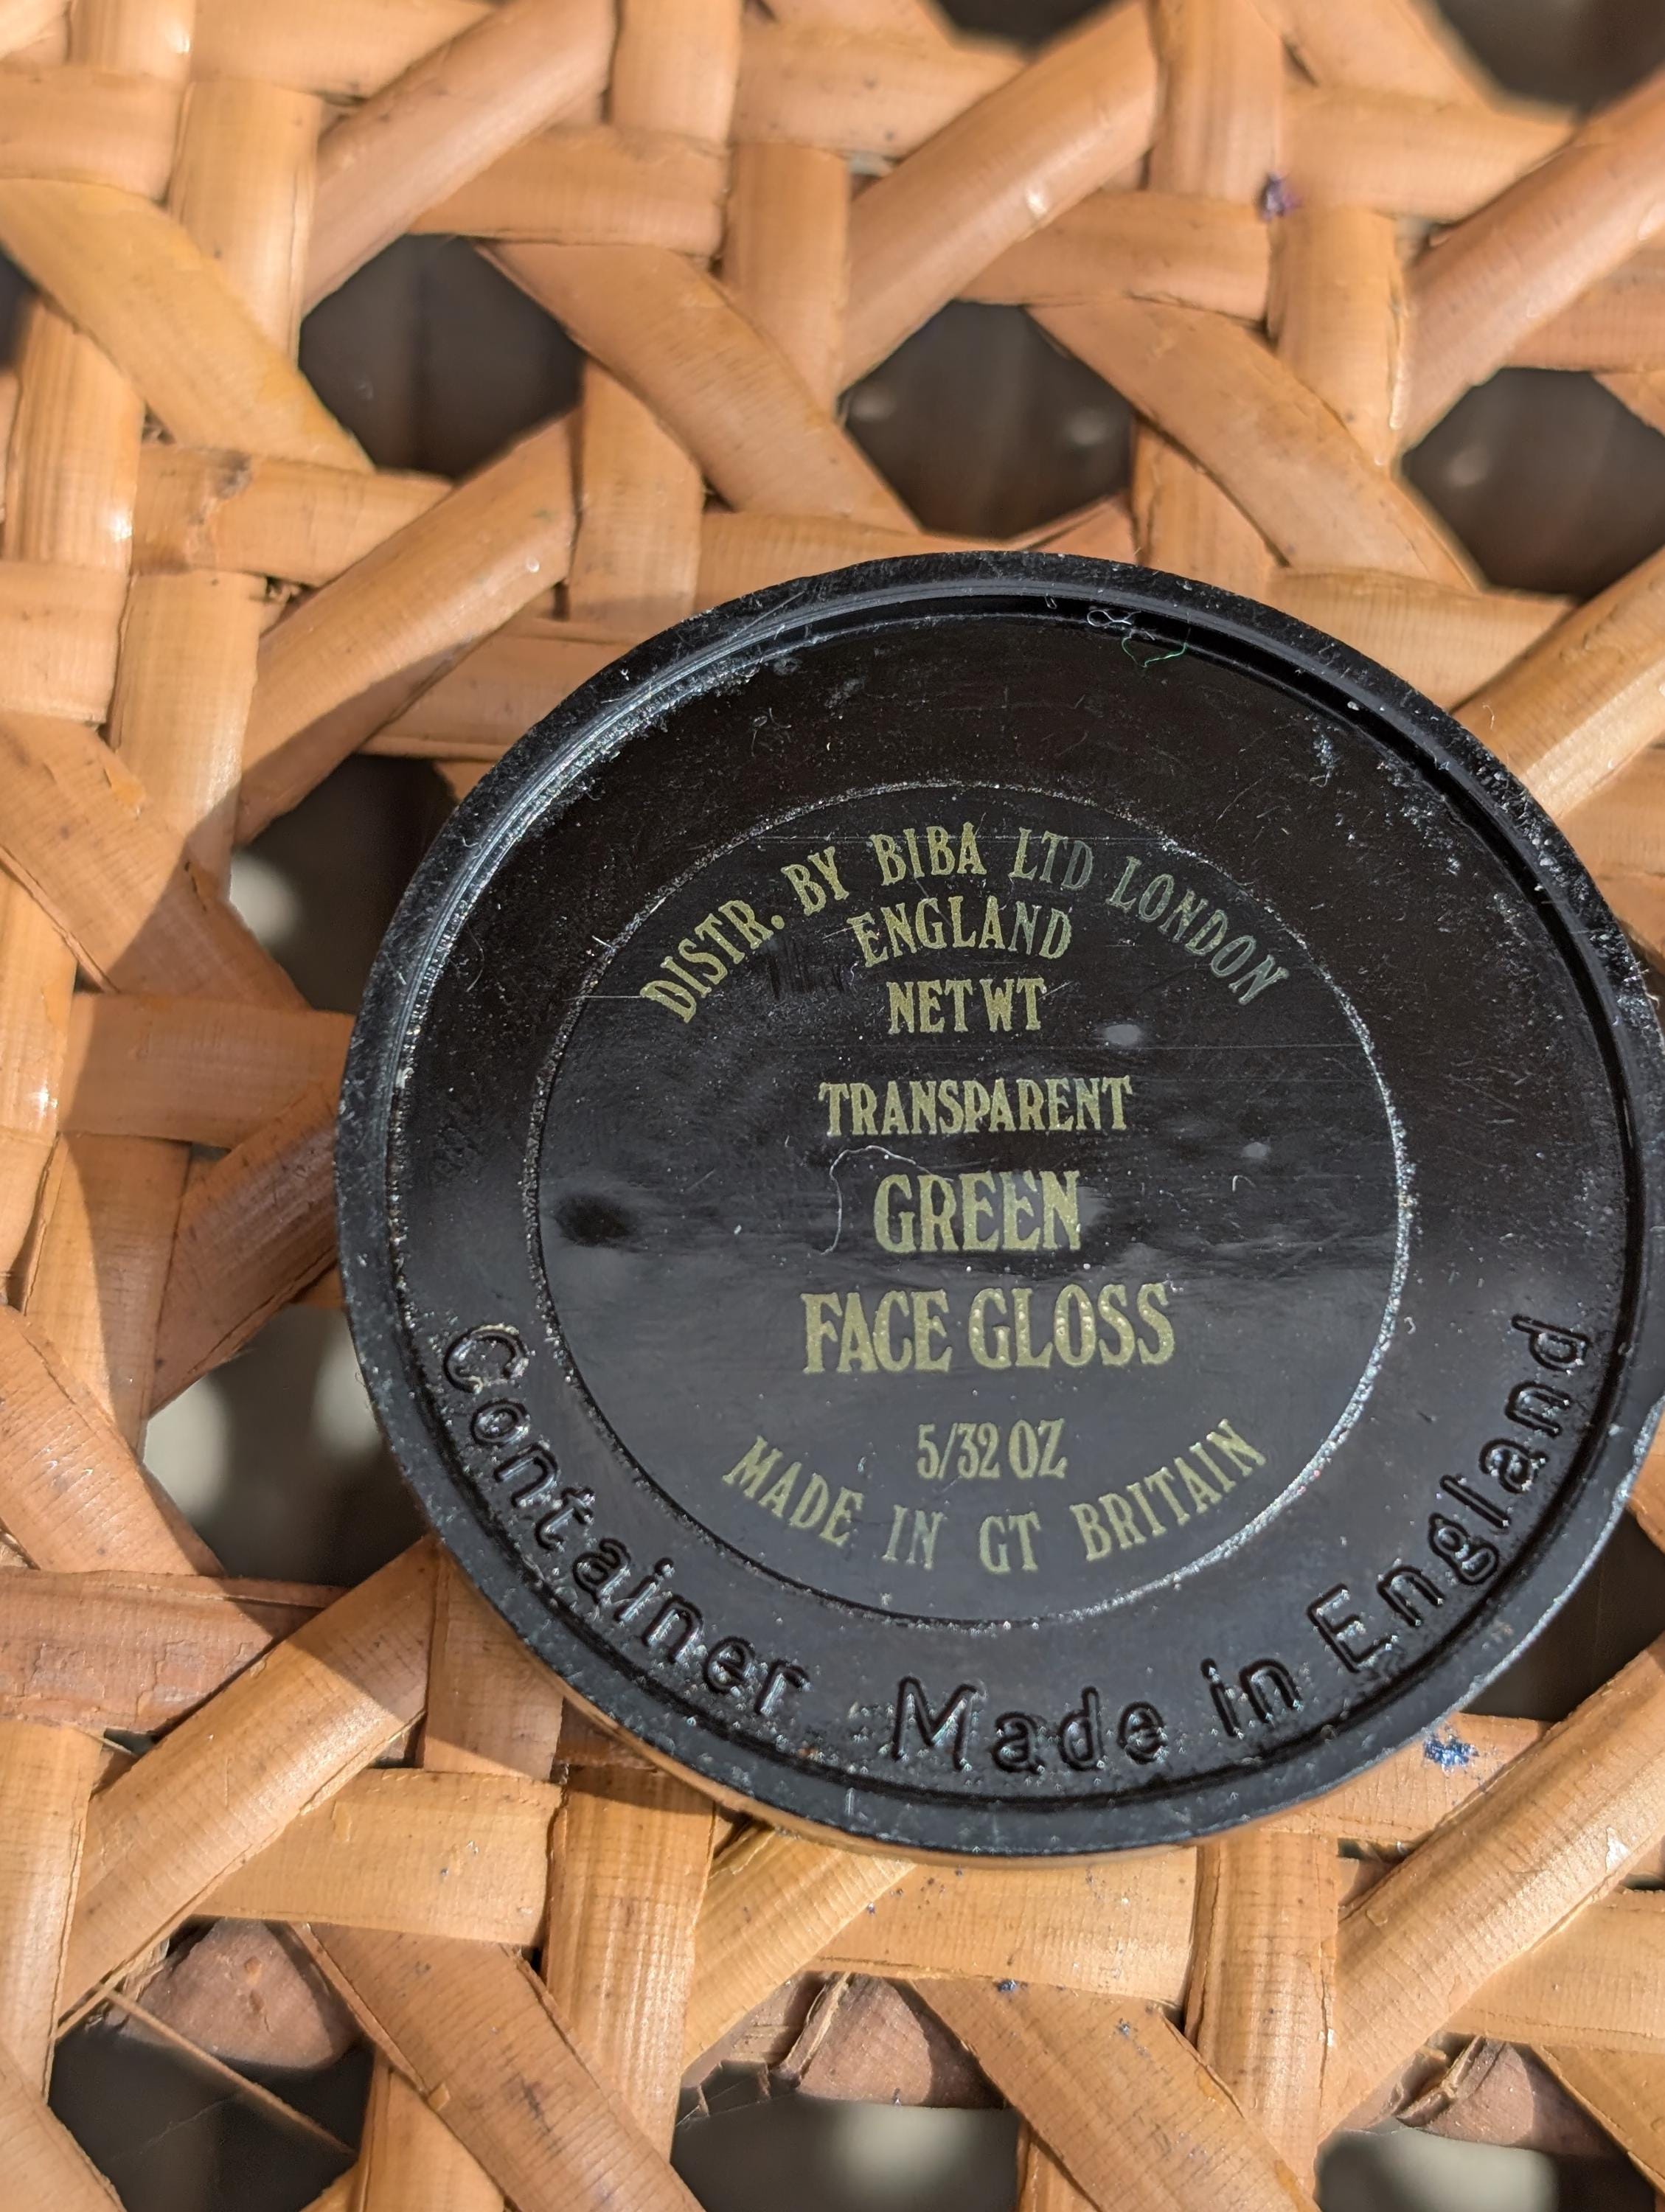 DISTR. BY BIBA LTD LONDON
ENGLAND
NET WT
TRANSPARENT
GREEN
FACE GLOSS
5/32 OZ
MADE IN GT BRITAIN
Container Made in England